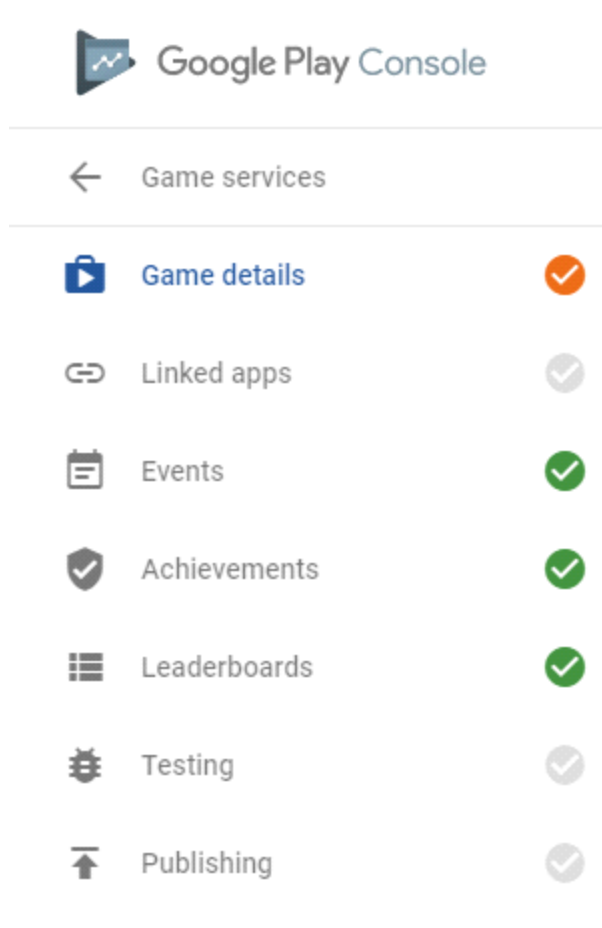 Google Play Console
Game services
Game details
Linked apps
Events
Achievements
Leaderboards
Testing
Publishing